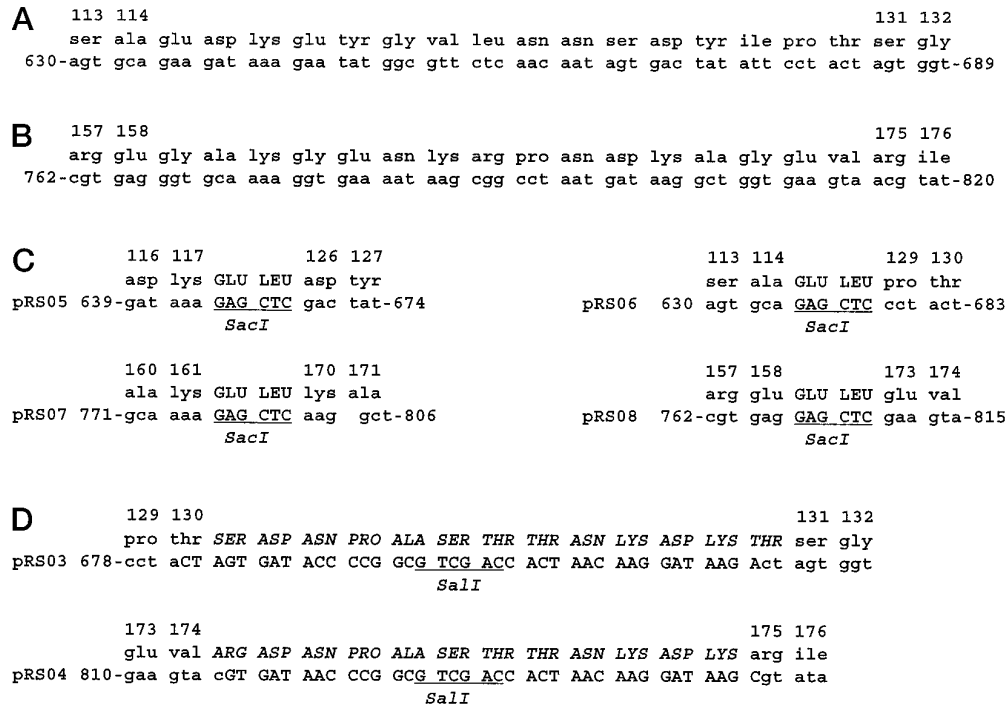 A
113 114 131 132
ser ala glu asp lys glu tyr gly val leu asn asn ser asp tyr ile pro thr ser gly
630-agt gca gaa gat aaa gaa tat ggc gtt ctc aac aat agt gac tat att cct act agt ggt-689
B
157 158 175 176
arg glu gly ala lys gly glu asn lys arg pro asn asp lys ala gly glu val arg ile
762-cgt gag ggt gca aaa ggt gaa aat aag cgg cct aat gat aag gct ggt gaa gta acg tat-820
C
116 117 126 127
asp lys GLU LEU asp tyr
pRS05 639-gat aaa GAG CTC gac tat-674
SacI
113 114 129 130
ser ala GLU LEU pro thr
pRS06 630 agt gca GAG CTC cct act-683
SacI
160 161 170 171
ala lys GLU LEU lys ala
pRS07 771-gca aaa GAG CTC aag gct-806
SacI
157 158 173 174
arg glu GLU LEU glu val
pRS08 762-cgt gag GAG CTC gaa gta-815
SacI
D
129 130 131 132
pro thr SER ASP ASN PRO ALA SER THR THR ASN LYS ASP LYS THR ser gly
pRS03 678-cct aCT AGT GAT ACC CCG GCG TCG ACC ACT AAC AAG GAT AAG ACt agt ggt
SalI
173 174 175 176
glu val ARG ASP ASN PRO ALA SER THR THR ASN LYS ASP LYS arg ile
pRS04 810-gaa gta cGT GAT AAC CCG GCG TCG ACC ACT AAC AAG GAT AAG Cgt ata
SalI